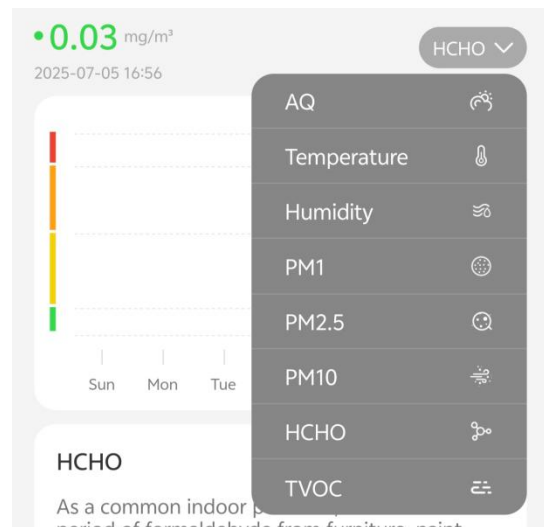 0.03 mg/m³
HCHO
2025-07-05 16:56
AQ
Temperature
Humidity
PM1
PM2.5
PM10
HCHO
TVOC
Sun Mon Tue
HCHO
As a common indoor
period of formaldehyde from furniture, paint